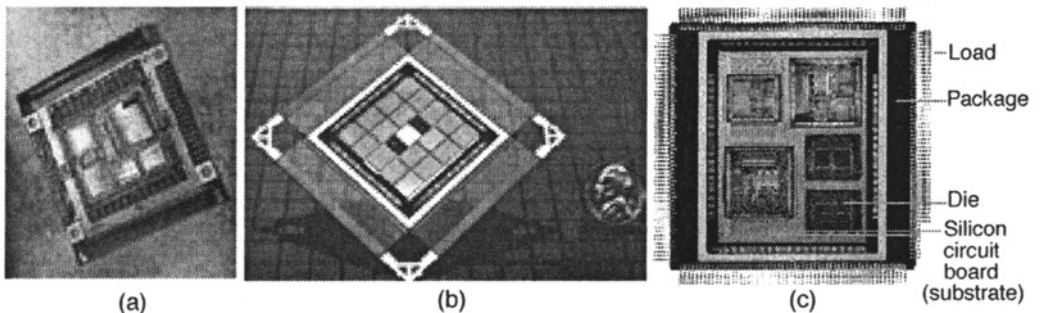 Load
Package
Die
Silicon
circuit
board
(substrate)
(a)
(b)
(c)